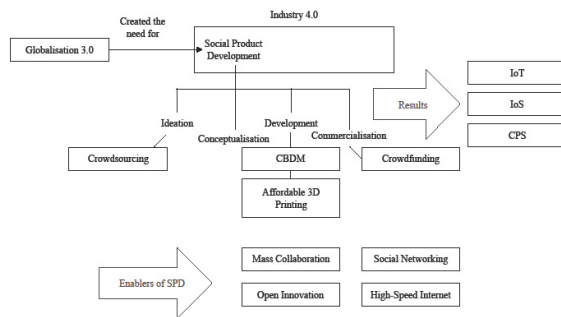 Industry 4.0
Created the
need for
Globalisation 3.0
Social Product
Development
IoT
Results
IoS
CPS
Ideation
Development
Conceptualisation
Commercialisation
Crowdsourcing
CBDM
Crowdfunding
Affordable 3D
Printing
Enablers of SPD
Mass Collaboration
Social Networking
Open Innovation
High-Speed Internet